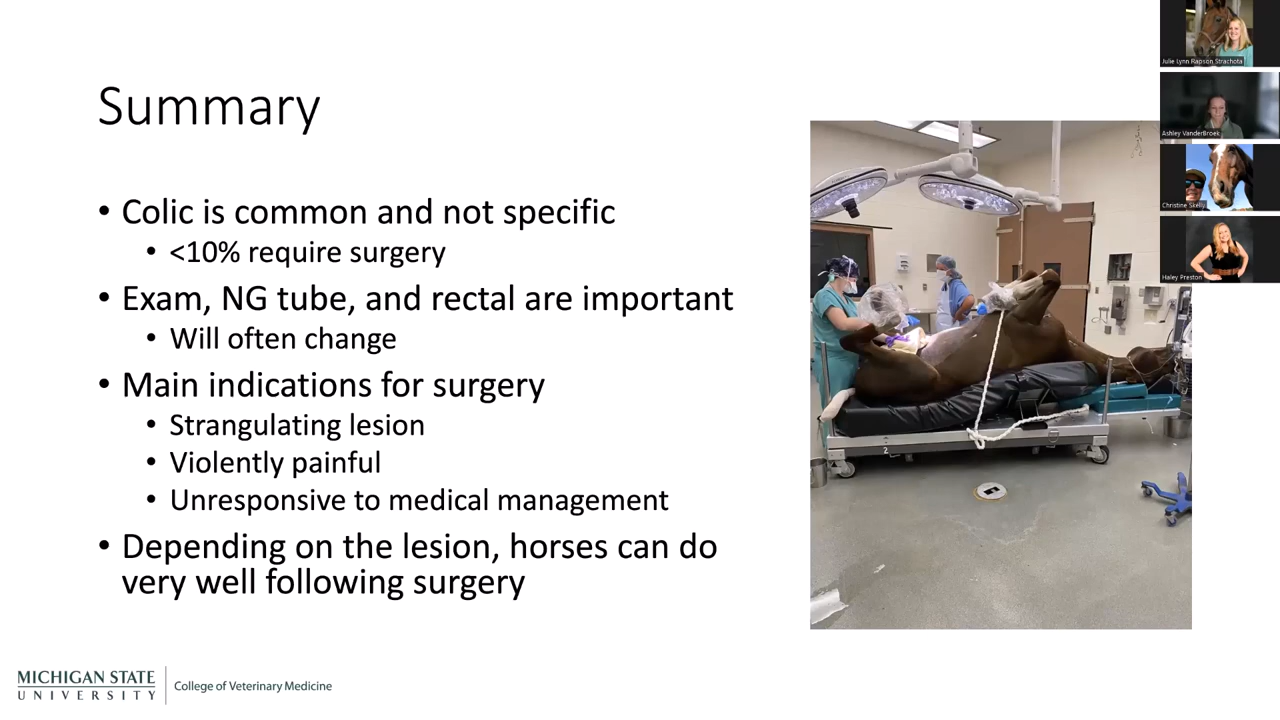 Summary
• Colic is common and not specific
• <10% require surgery
• Exam, NG tube, and rectal are important
• Will often change
• Main indications for surgery
• Strangulating lesion
• Violently painful
• Unresponsive to medical management
• Depending on the lesion, horses can do
very well following surgery
MICHIGAN STATE
UNIVERSITY
College of Veterinary Medicine
2
Julie Lynn Rapson Strachota
Ashley VanderBroek
Christine Skelly
Haley Preston